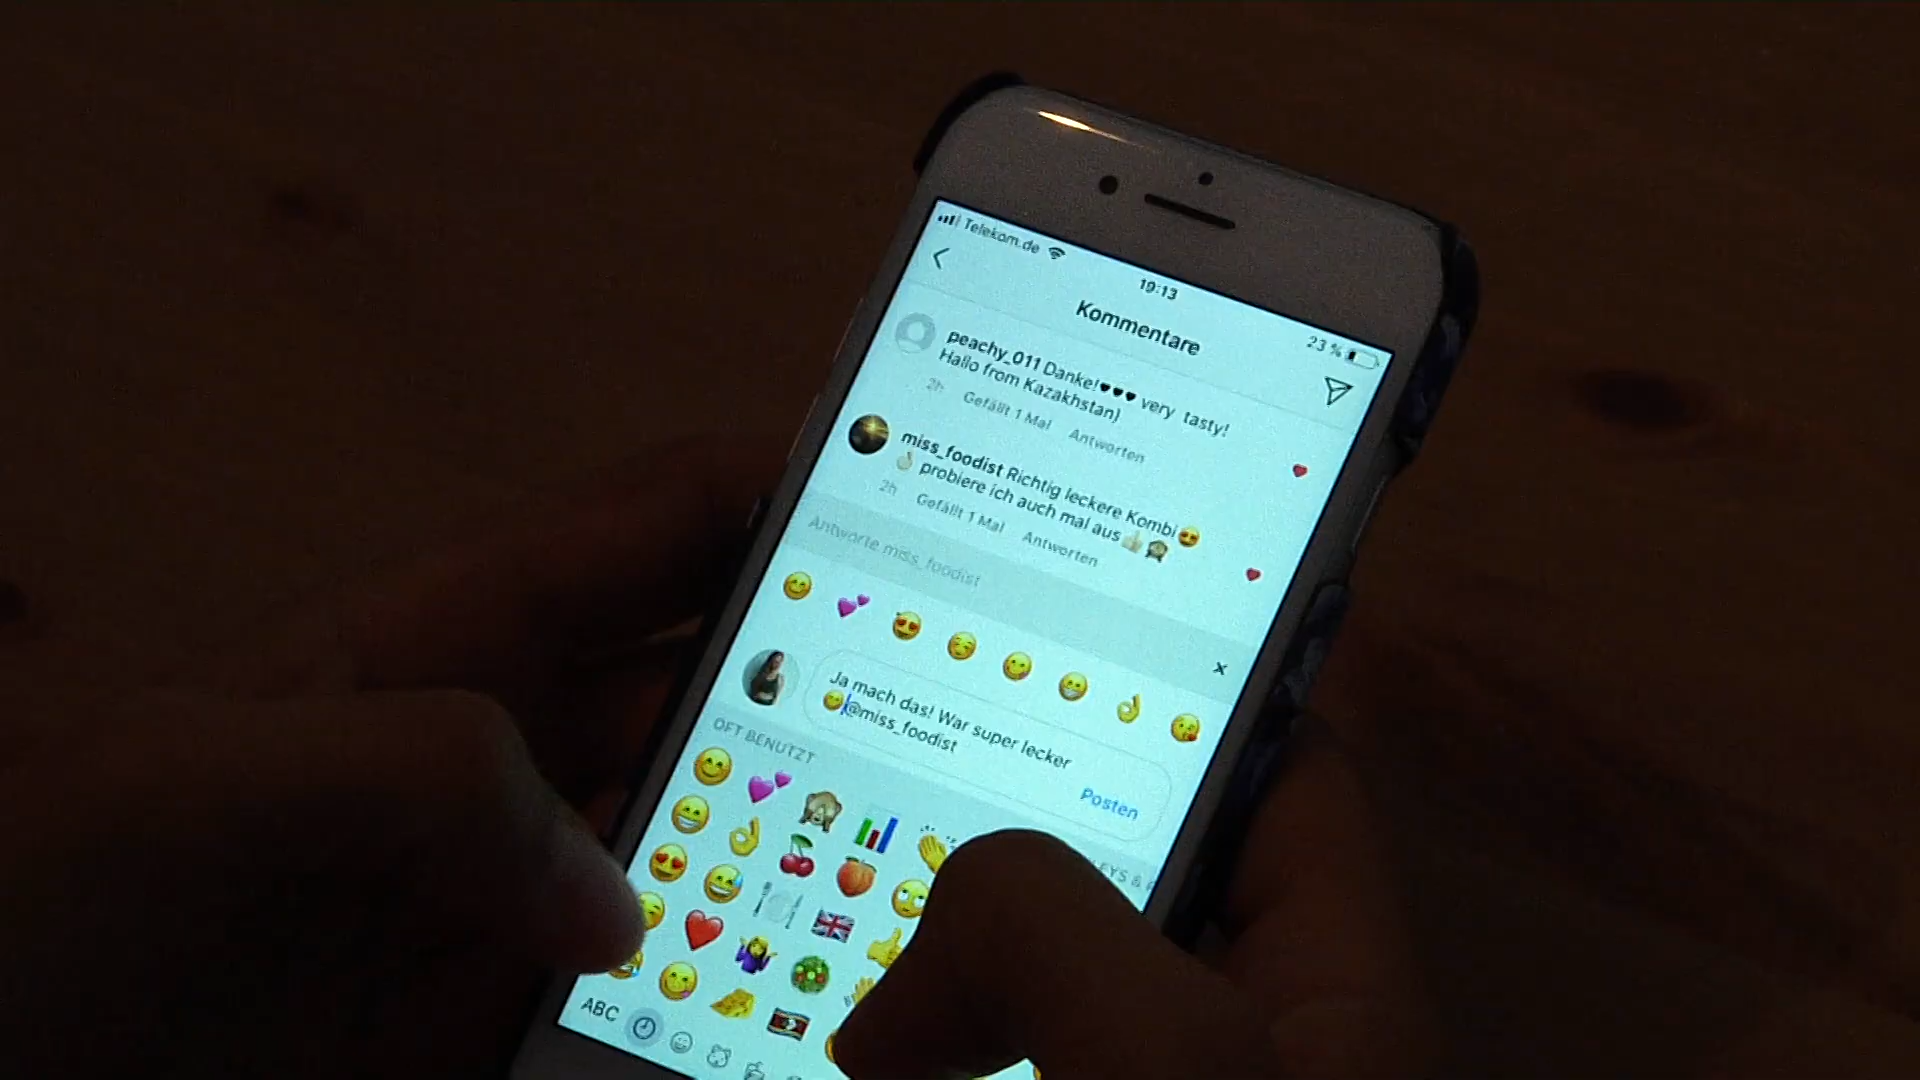 Telekom.de
19:13
23 %
Kommentare
peachy_011 Danke!♥♥♥ very tasty!
Hallo from Kazakhstan)
2h Gefällt 1 Mal Antworten
miss_foodist Richtig leckere Kombi😍
👌🏼probiere ich auch mal aus👍🏼🙈
2h Gefällt 1 Mal Antworten
Antworte miss_foodist
Ja mach das! War super lecker
😊@miss_foodist
Posten
OFT BENUTZT
ABC